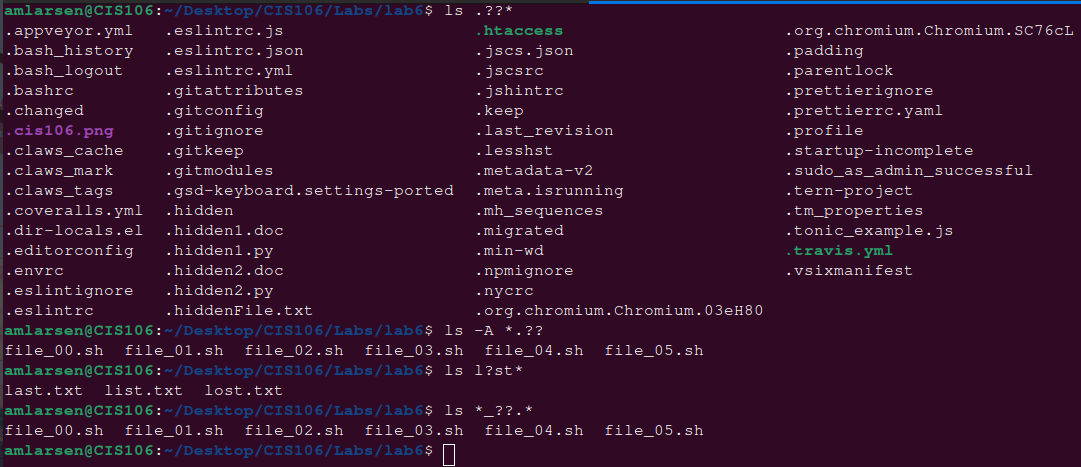 amlarsen@CIS106:~/Desktop/CIS106/Labs/lab6$ ls .??*
.appveyor.yml .eslintrc.js .htaccess .org.chromium.Chromium.SC76cL
.bash_history .eslintrc.json .jscs.json .padding
.bash_logout .eslintrc.yml .jscsrc .parentlock
.bashrc .gitattributes .jshintrc .prettierignore
.changed .gitconfig .keep .prettierrc.yaml
.cis106.png .gitignore .last_revision .profile
.claws_cache .gitkeep .lesshst .startup-incomplete
.claws_mark .gitmodules .metadata-v2 .sudo_as_admin_successful
.claws_tags .gsd-keyboard.settings-ported .meta.isrunning .tern-project
.coveralls.yml .hidden .mh_sequences .tm_properties
.dir-locals.el .hidden1.doc .migrated .tonic_example.js
.editorconfig .hidden1.py .min-wd .travis.yml
.envrc .hidden2.doc .npmignore .vsixmanifest
.eslintignore .hidden2.py .nycrc
.eslintrc .hiddenFile.txt .org.chromium.Chromium.03eH80
amlarsen@CIS106:~/Desktop/CIS106/Labs/lab6$ ls -A *.??
file_00.sh file_01.sh file_02.sh file_03.sh file_04.sh file_05.sh
amlarsen@CIS106:~/Desktop/CIS106/Labs/lab6$ ls l?st*
last.txt list.txt lost.txt
amlarsen@CIS106:~/Desktop/CIS106/Labs/lab6$ ls *_??.*
file_00.sh file_01.sh file_02.sh file_03.sh file_04.sh file_05.sh
amlarsen@CIS106:~/Desktop/CIS106/Labs/lab6$